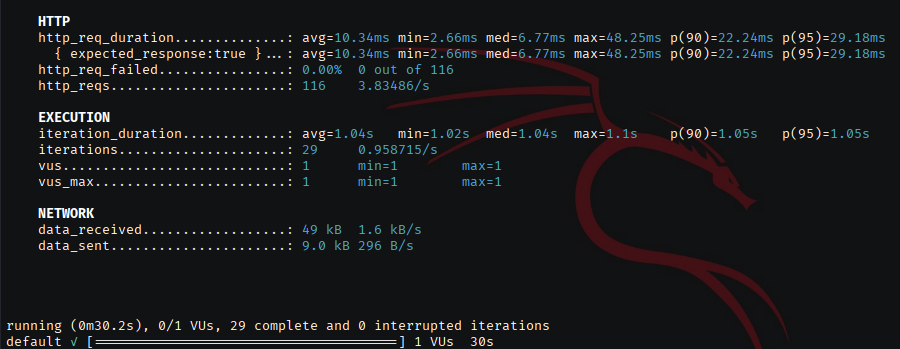 HTTP
http_req_duration..............: avg=10.34ms min=2.66ms med=6.77ms max=48.25ms p(90)=22.24ms p(95)=29.18ms
{ expected_response:true }...: avg=10.34ms min=2.66ms med=6.77ms max=48.25ms p(90)=22.24ms p(95)=29.18ms
http_req_failed................: 0.00% 0 out of 116
http_reqs......................: 116 3.83486/s
EXECUTION
iteration_duration.............: avg=1.04s min=1.02s med=1.04s max=1.1s p(90)=1.05s p(95)=1.05s
iterations.....................: 29 0.958715/s
vus............................: 1 min=1 max=1
vus_max........................: 1 min=1 max=1
NETWORK
data_received..................: 49 kB 1.6 kB/s
data_sent......................: 9.0 kB 296 B/s
running (0m30.2s), 0/1 VUs, 29 complete and 0 interrupted iterations
default ✓ [======================================] 1 VUs 30s